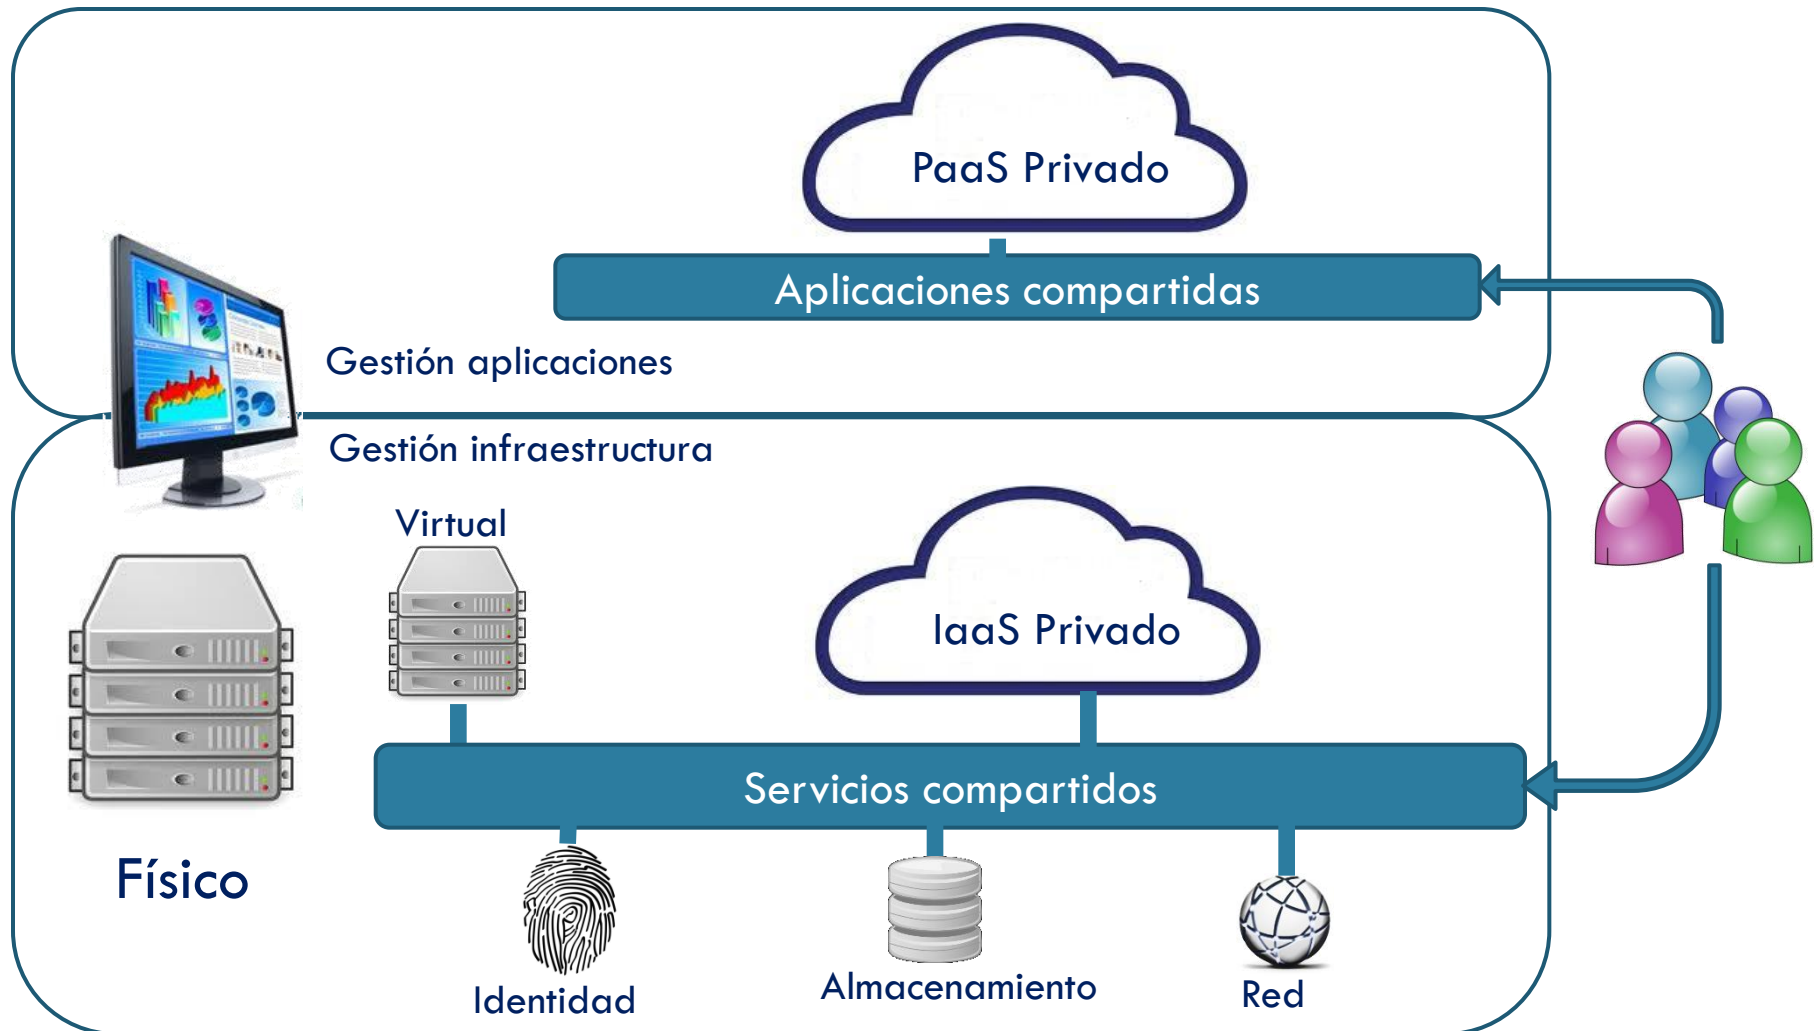 PaaS Privado
Aplicaciones compartidas
Gestión aplicaciones
Gestión infraestructura
Virtual
IaaS Privado
Servicios compartidos
Físico
Identidad
Almacenamiento
Red